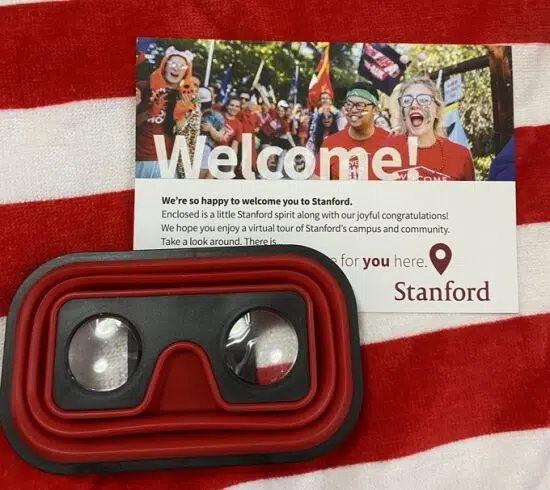 Welcome!
We're so happy to welcome you to Stanford.
Enclosed is a little Stanford spirit along with our joyful congratulations!
We hope you enjoy a virtual tour of Stanford's campus and community.
Take a look around. There is
for you here.
Stanford